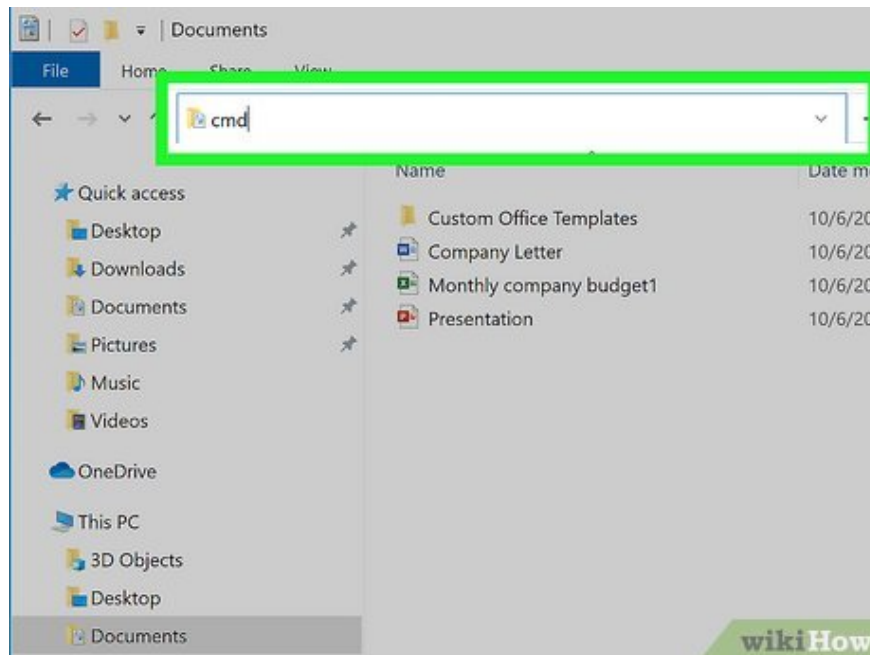 Documents
File Home Share View
cmd
Name Date m
Quick access
Desktop
Downloads
Documents
Pictures
Music
Videos
OneDrive
This PC
3D Objects
Desktop
Documents
Custom Office Templates 10/6/20
Company Letter 10/6/20
Monthly company budget1 10/6/20
Presentation 10/6/20
wikiHow